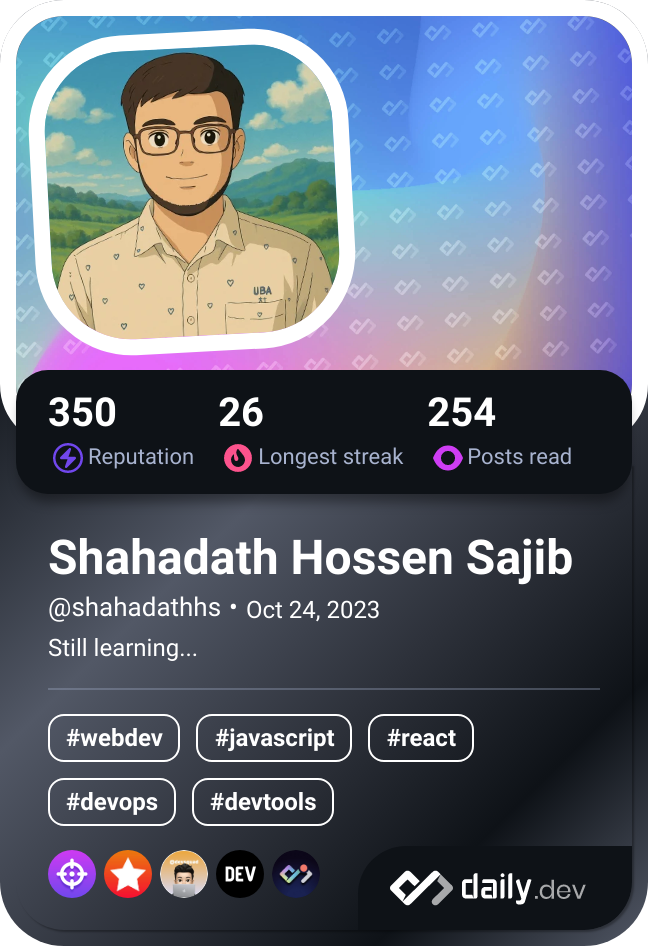 UBA
350
26
254
Reputation
Longest streak
Posts read
Shahadath Hossen Sajib
@shahadathhs • Oct 24, 2023
Still learning...
#webdev
#javascript
#react
#devops
#devtools
DEV
daily.dev